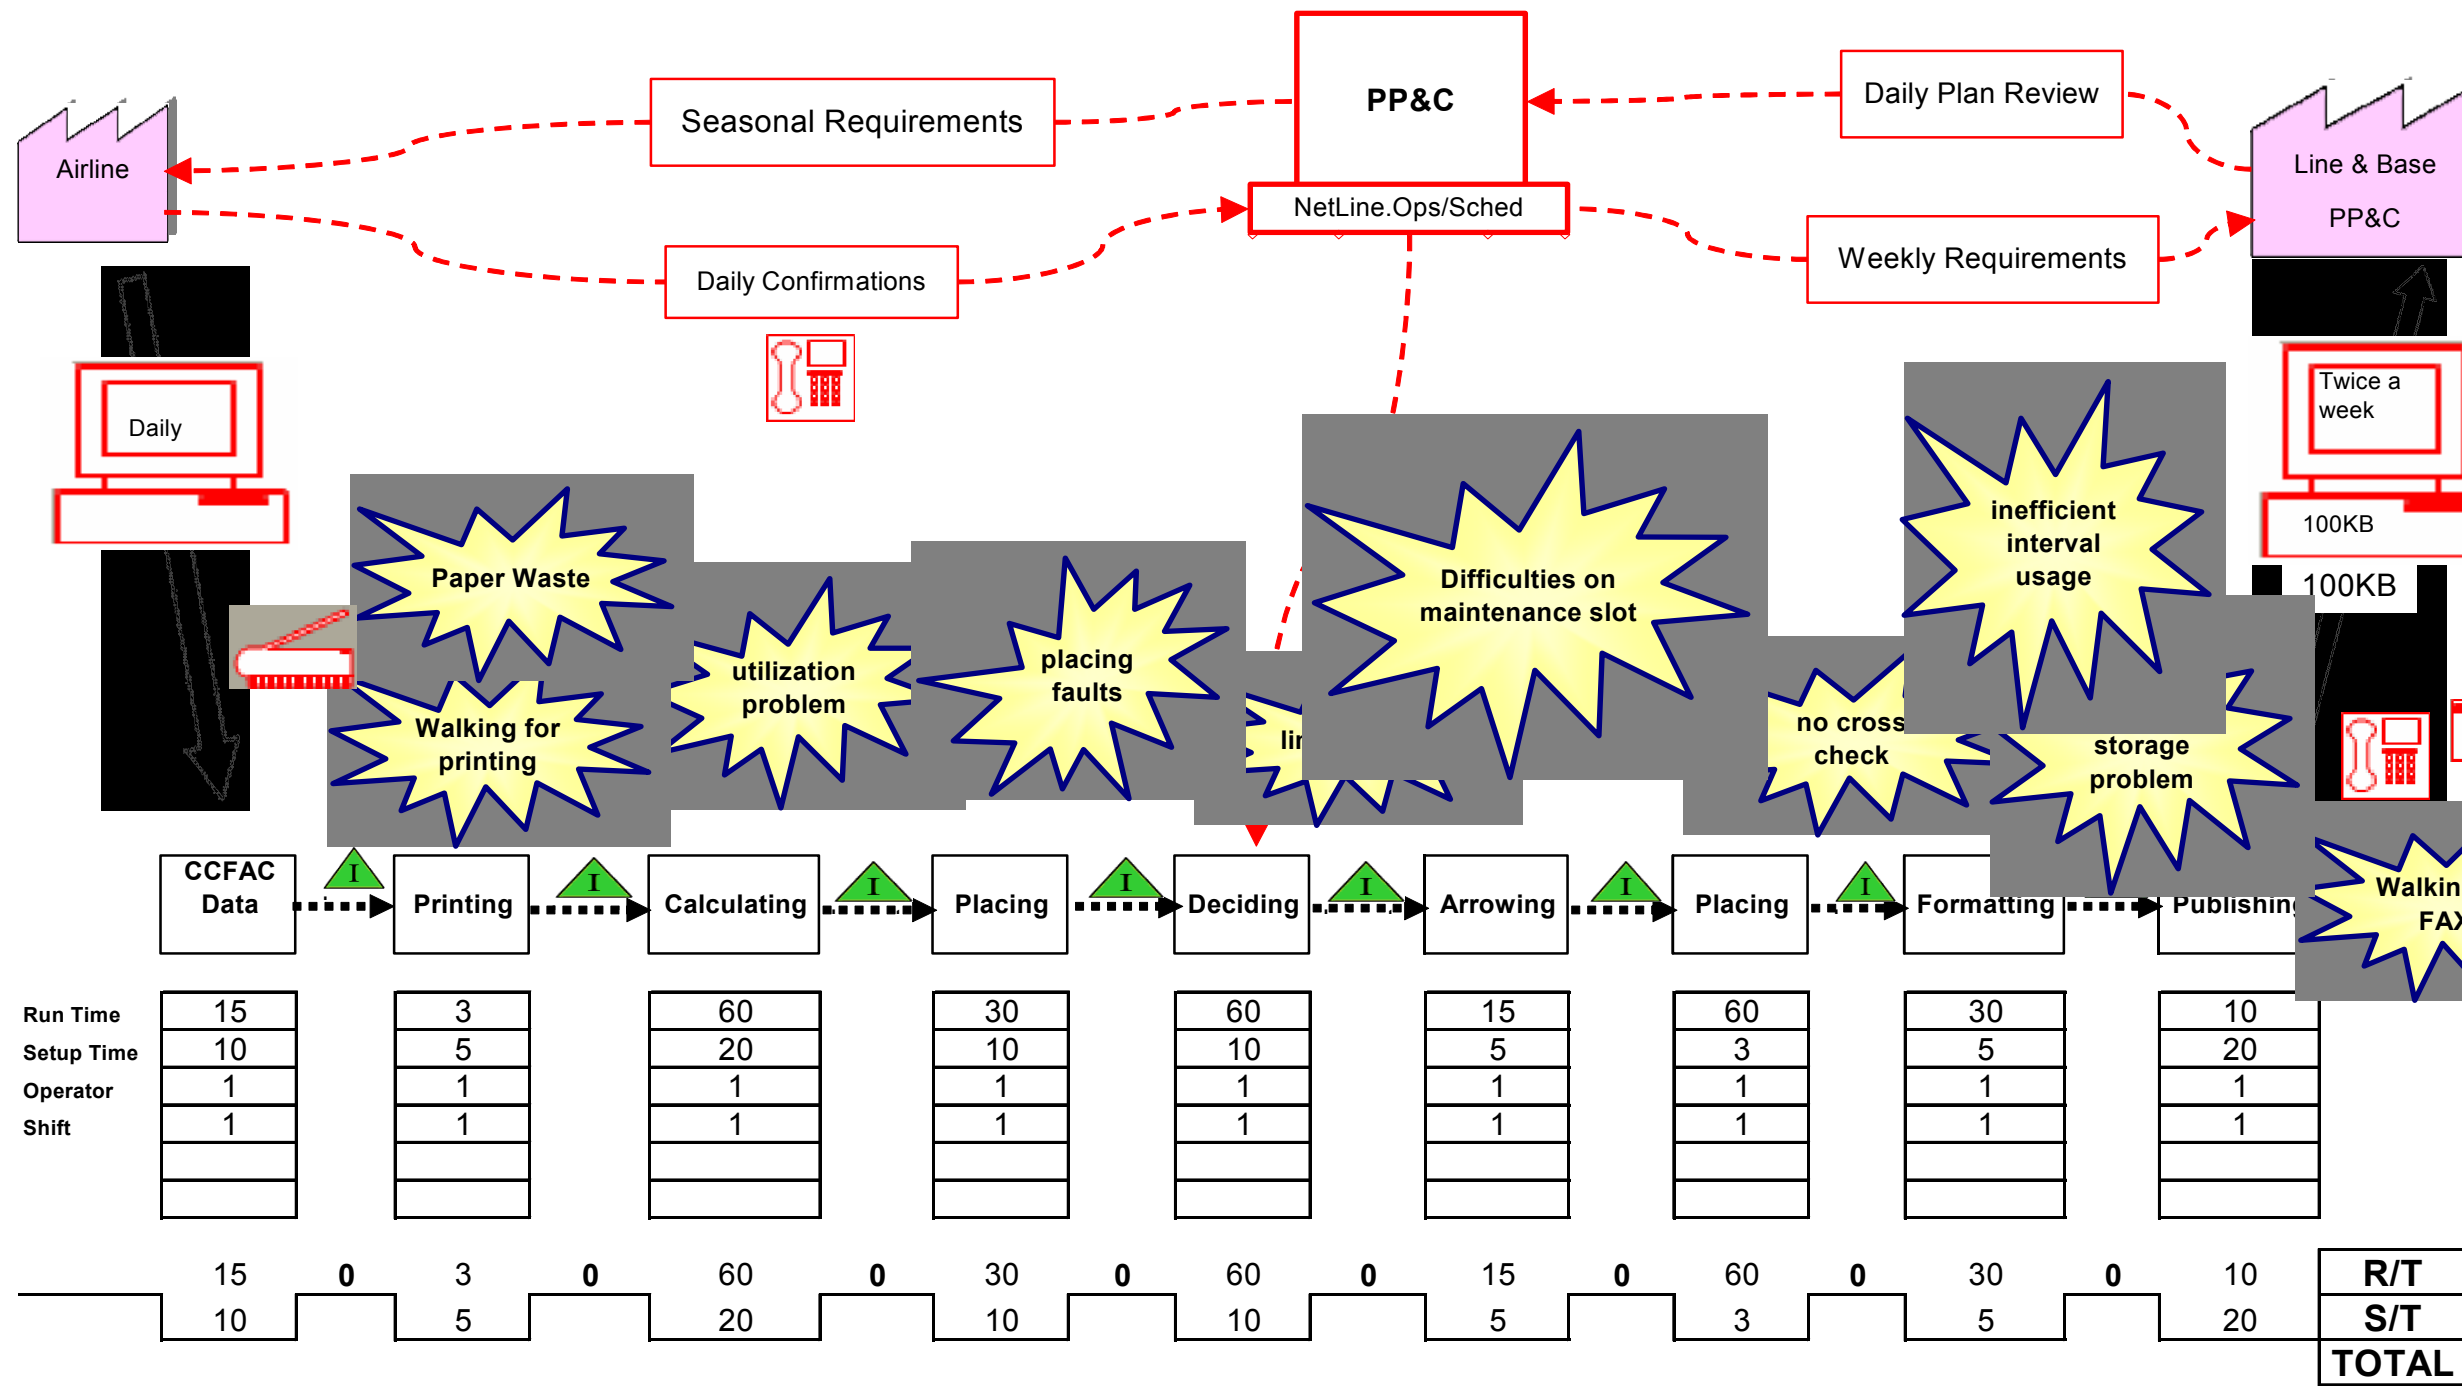 PP&C
Seasonal Requirements
Daily Plan Review
Airline
Line & Base
PP&C
NetLine.Ops/Sched
Daily Confirmations
Weekly Requirements
Daily
Twice a
week
100KB
100KB
Paper Waste
Walking for
printing
utilization
problem
placing
faults
Difficulties on
maintenance slot
no cross
check
inefficient
interval
usage
storage
problem
FAX
CCFAC
Data
I
Printing
I
Calculating
I
Placing
I
Deciding
I
Arrowing
I
Placing
I
Formatting
Publishing
Run Time 15 3 60 30 60 15 60 30 10
Setup Time 10 5 20 10 10 5 3 5 20
Operator 1 1 1 1 1 1 1 1 1
Shift 1 1 1 1 1 1 1 1 1
15 0 3 0 60 0 30 0 60 0 15 0 60 0 30 0 10 R/T
10 5 20 10 10 5 3 5 20 S/T
TOTAL